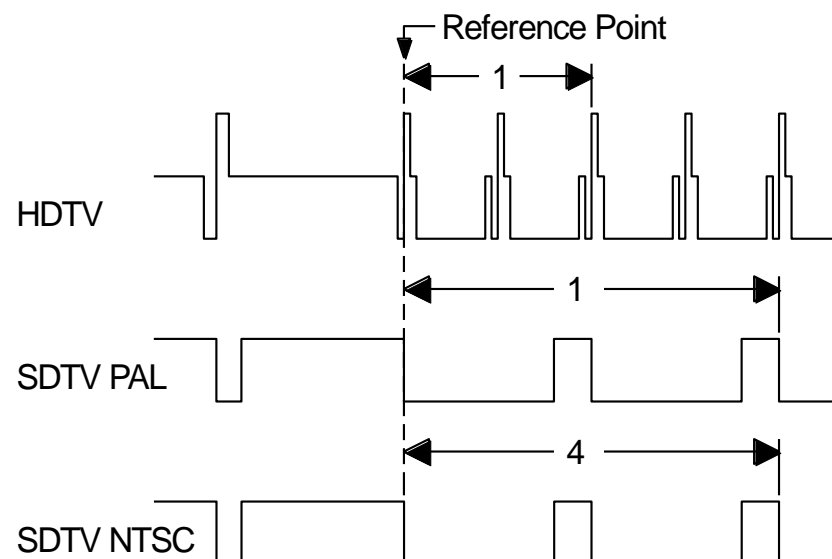 Reference Point
1
HDTV
1
SDTV PAL
4
SDTV NTSC